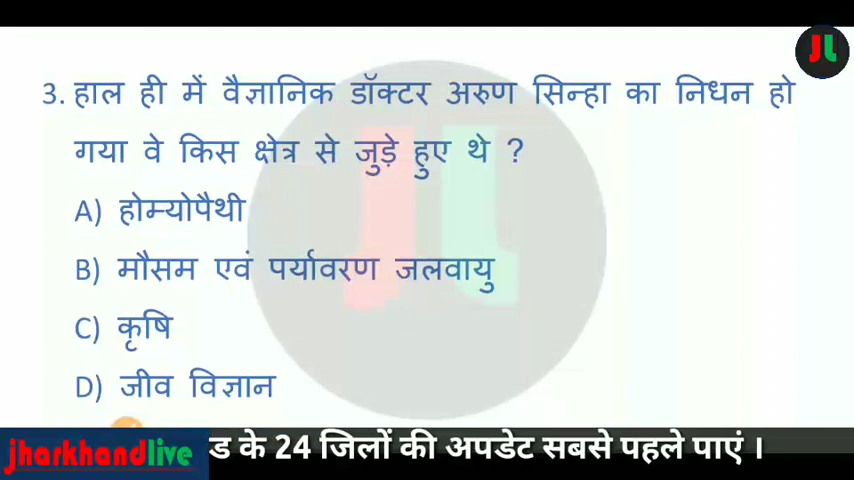 JL
3. हाल ही में वैज्ञानिक डॉक्टर अरुण सिन्हा का निधन हो
गया वे किस क्षेत्र से जुड़े हुए थे ?
A) होम्योपैथी
B) मौसम एवं पर्यावरण जलवायु
C) कृषि
D) जीव विज्ञान
jharkhandlive
ड के 24 जिलों की अपडेट सबसे पहले पाएं ।